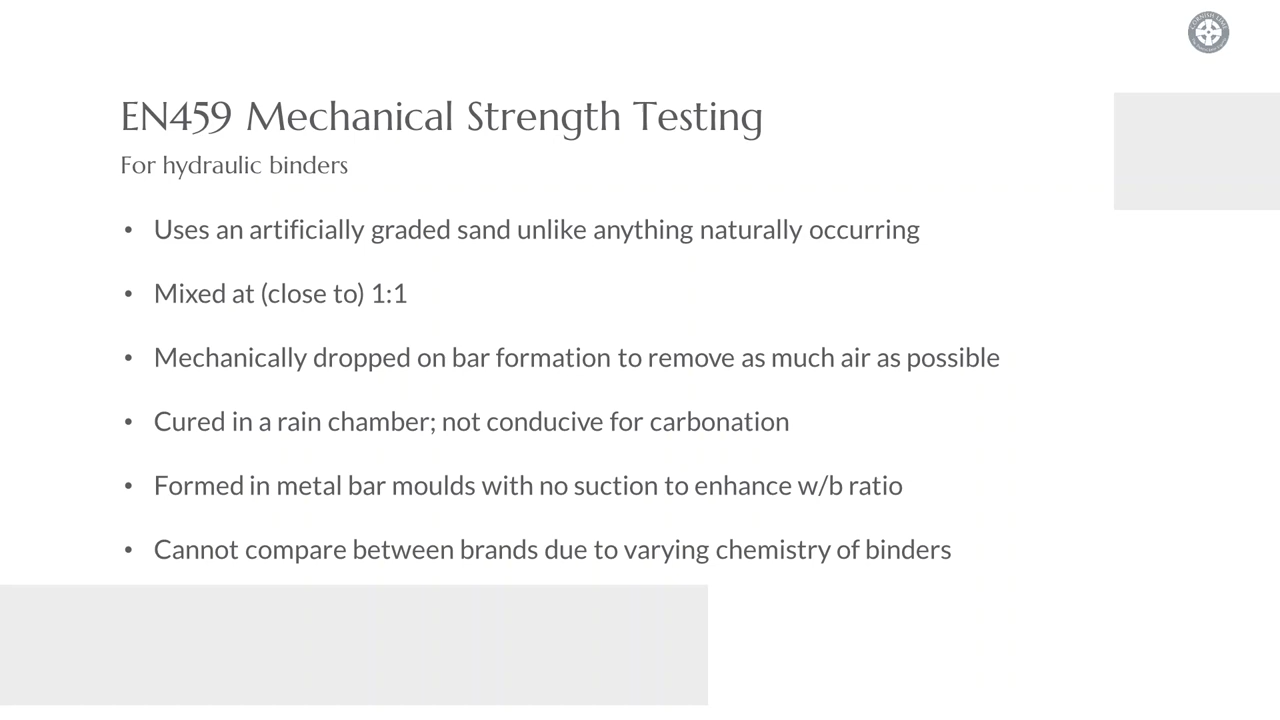 CORNISH LIME
EN459 Mechanical Strength Testing
For hydraulic binders
• Uses an artificially graded sand unlike anything naturally occurring
• Mixed at (close to) 1:1
• Mechanically dropped on bar formation to remove as much air as possible
• Cured in a rain chamber; not conducive for carbonation
• Formed in metal bar moulds with no suction to enhance w/b ratio
• Cannot compare between brands due to varying chemistry of binders